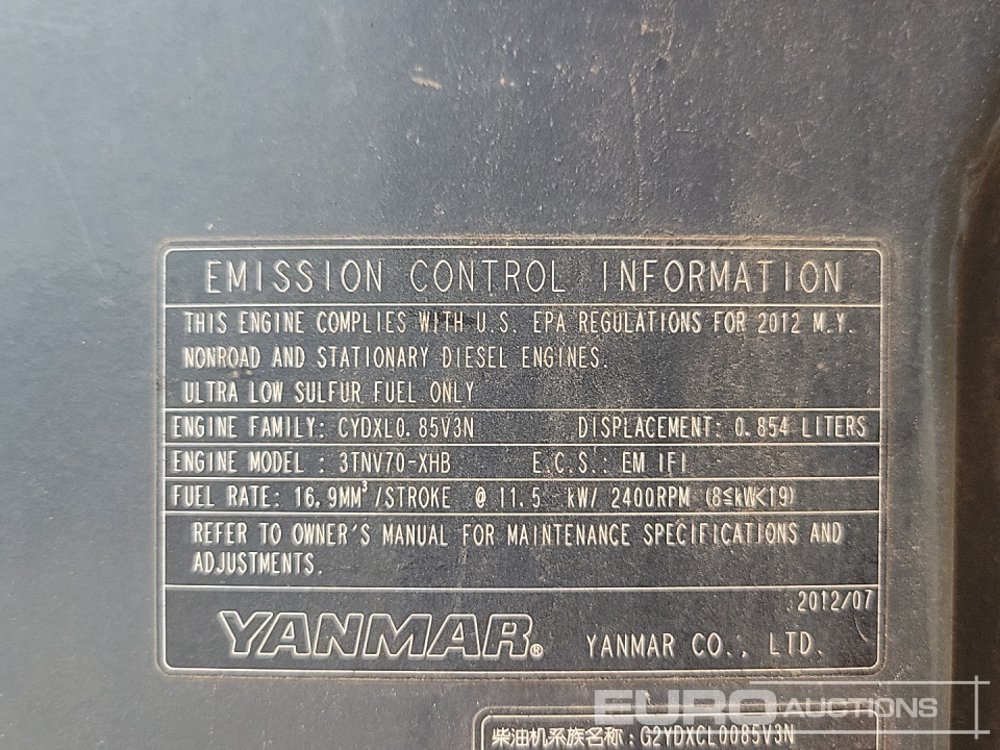 EMISSION CONTROL INFORMATION
THIS ENGINE COMPLIES WITH U.S. EPA REGULATIONS FOR 2012 M.Y.
NONROAD AND STATIONARY DIESEL ENGINES.
ULTRA LOW SULFUR FUEL ONLY
ENGINE FAMILY: CYDXL0.85V3N DISPLACEMENT: 0.854 LITERS
ENGINE MODEL : 3TNV70-XHB E.C.S.: EM IFI
FUEL RATE: 16.9MM³/STROKE @ 11.5 kW/ 2400RPM (8≦kW<19)
REFER TO OWNER'S MANUAL FOR MAINTENANCE SPECIFICATIONS AND
ADJUSTMENTS.
2012/07
YANMAR® YANMAR CO., LTD.
EURO AUCTIONS
柴油机系族名称: G2YDXCL0085V3N